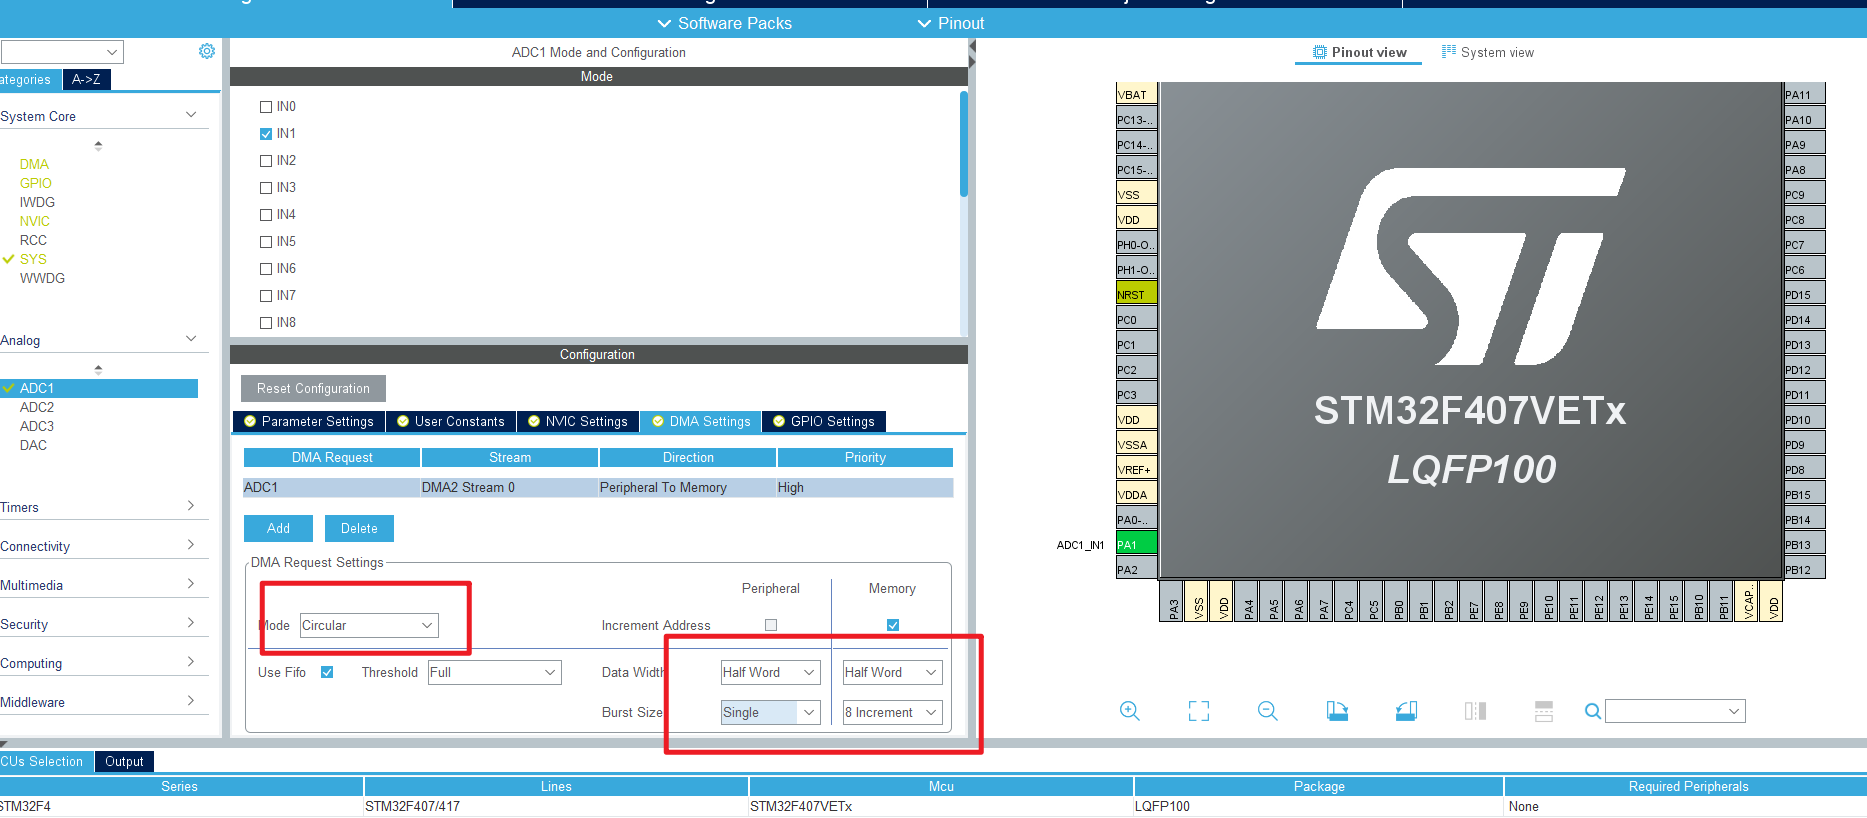 Software Packs
Pinout
ADC1 Mode and Configuration
Pinout view
System view
ategories
A->Z
Mode
System Core
DMA
GPIO
IWDG
NVIC
RCC
SYS
WWDG
Analog
ADC1
ADC2
ADC3
DAC
Timers
Connectivity
Multimedia
Security
Computing
Middleware
IN0
IN1
IN2
IN3
IN4
IN5
IN6
IN7
IN8
Configuration
Reset Configuration
Parameter Settings
User Constants
NVIC Settings
DMA Settings
GPIO Settings
DMA Request Stream Direction Priority
ADC1 DMA2 Stream 0 Peripheral To Memory High
Add
Delete
DMA Request Settings
Peripheral Memory
Mode Circular Increment Address
Use Fifo Threshold Full Data Width Half Word Half Word
Burst Size Single 8 Increment
VBAT
PC13-..
PC14-..
PC15-..
VSS
VDD
PH0-O..
PH1-O..
NRST
PC0
PC1
PC2
PC3
VDD
VSSA
VREF+
VDDA
PA0-..
ADC1_IN1 PA1
PA2
ST
STM32F407VETx
LQFP100
PA11
PA10
PA9
PA8
PC9
PC8
PC7
PC6
PD15
PD14
PD13
PD12
PD11
PD10
PD9
PD8
PB15
PB14
PB13
PB12
PA3
VSS
VDD
PA4
PA5
PA6
PA7
PC4
PC5
PB0
PB1
PB2
PE7
PE8
PE9
PE10
PE11
PE12
PE13
PE14
PE15
PB10
PB11
VCAP..
VDD
CUs Selection
Output
Series Lines Mcu Package Required Peripherals
STM32F4 STM32F407/417 STM32F407VETx LQFP100 None